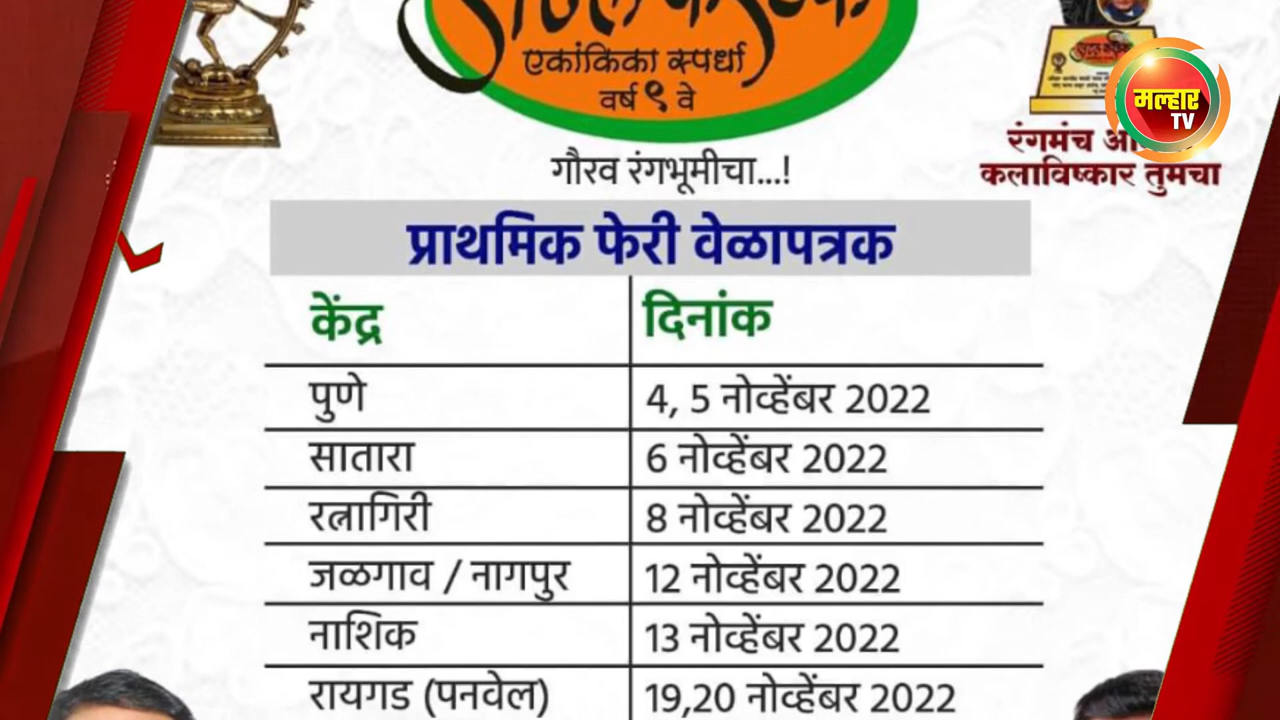 एकांकिका स्पर्धा
वर्ष ९ वे
मल्हार
TV
रंगमंच
कलाविष्कार तुमचा
गौरव रंगभूमीचा...!
प्राथमिक फेरी वेळापत्रक
केंद्र दिनांक
पुणे 4, 5 नोव्हेंबर 2022
सातारा 6 नोव्हेंबर 2022
रत्नागिरी 8 नोव्हेंबर 2022
जळगाव / नागपुर 12 नोव्हेंबर 2022
नाशिक 13 नोव्हेंबर 2022
रायगड (पनवेल) 19,20 नोव्हेंबर 2022